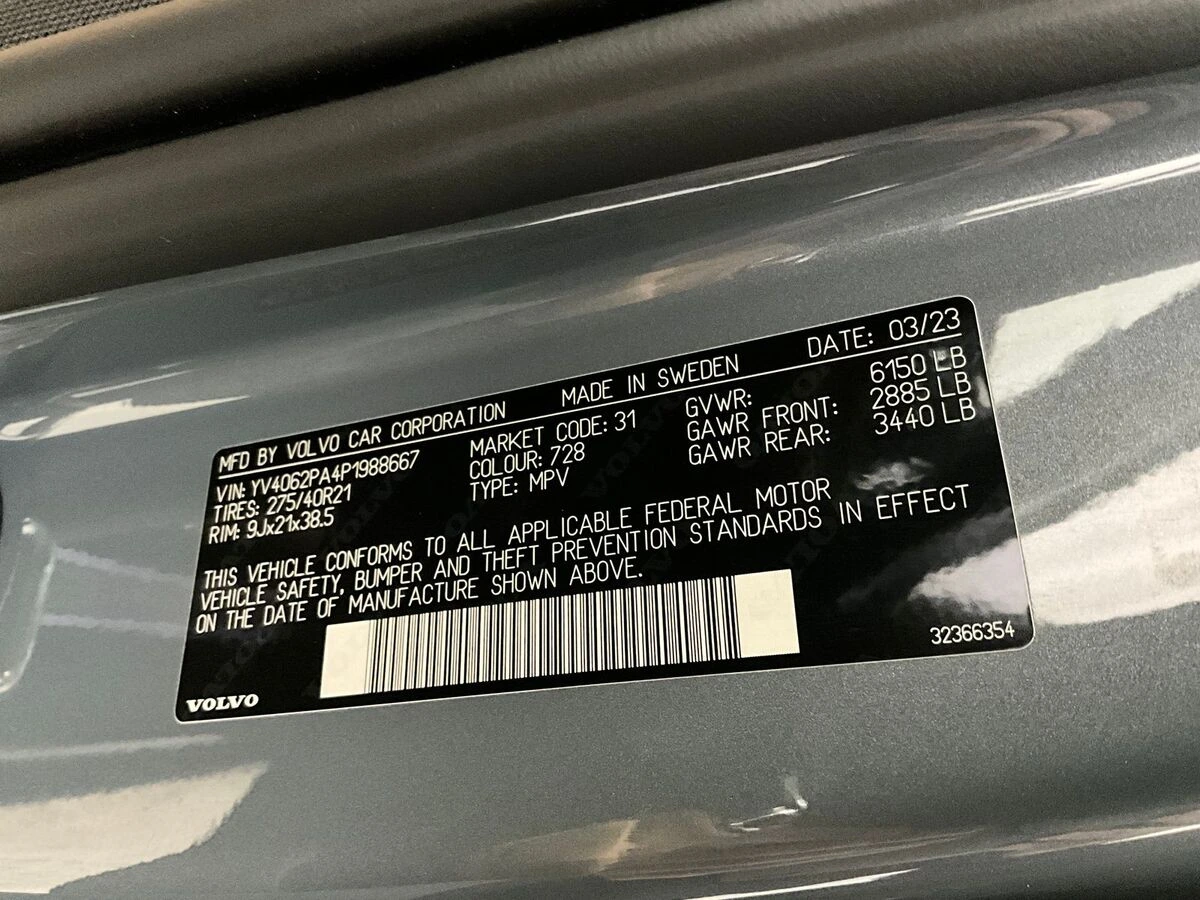 MFD BY VOLVO CAR CORPORATION MADE IN SWEDEN DATE: 03/23
VIN: YV4062PA4P1988667 MARKET CODE: 31 GVWR: 6150 LB
TIRES: 275/40R21 COLOUR: 728 GAWR FRONT: 2885 LB
RIM: 9Jx21x38.5 TYPE: MPV GAWR REAR: 3440 LB
THIS VEHICLE CONFORMS TO ALL APPLICABLE FEDERAL MOTOR
VEHICLE SAFETY, BUMPER AND THEFT PREVENTION STANDARDS IN EFFECT
ON THE DATE OF MANUFACTURE SHOWN ABOVE.
32366354
VOLVO